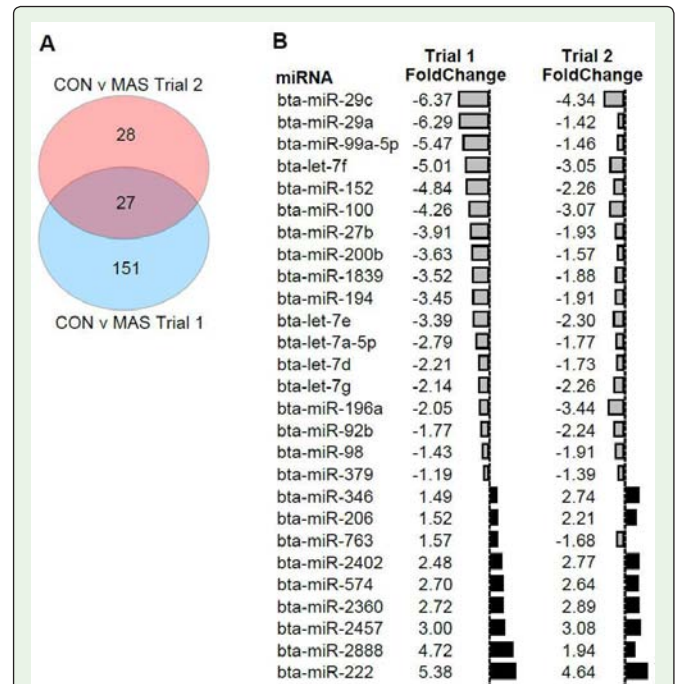 A
CON v MAS Trial 2
28
27
151
CON v MAS Trial 1
B
Trial 1 Trial 2
miRNA FoldChange FoldChange
bta-miR-29c -6.37 -4.34
bta-miR-29a -6.29 -1.42
bta-miR-99a-5p -5.47 -1.46
bta-let-7f -5.01 -3.05
bta-miR-152 -4.84 -2.26
bta-miR-100 -4.26 -3.07
bta-miR-27b -3.91 -1.93
bta-miR-200b -3.63 -1.57
bta-miR-1839 -3.52 -1.88
bta-miR-194 -3.45 -1.91
bta-let-7e -3.39 -2.30
bta-let-7a-5p -2.79 -1.77
bta-let-7d -2.21 -1.73
bta-let-7g -2.14 -2.26
bta-miR-196a -2.05 -3.44
bta-miR-92b -1.77 -2.24
bta-miR-98 -1.43 -1.91
bta-miR-379 -1.19 -1.39
bta-miR-346 1.49 2.74
bta-miR-206 1.52 2.21
bta-miR-763 1.57 -1.68
bta-miR-2402 2.48 2.77
bta-miR-574 2.70 2.64
bta-miR-2360 2.72 2.89
bta-miR-2457 3.00 3.08
bta-miR-2888 4.72 1.94
bta-miR-222 5.38 4.64